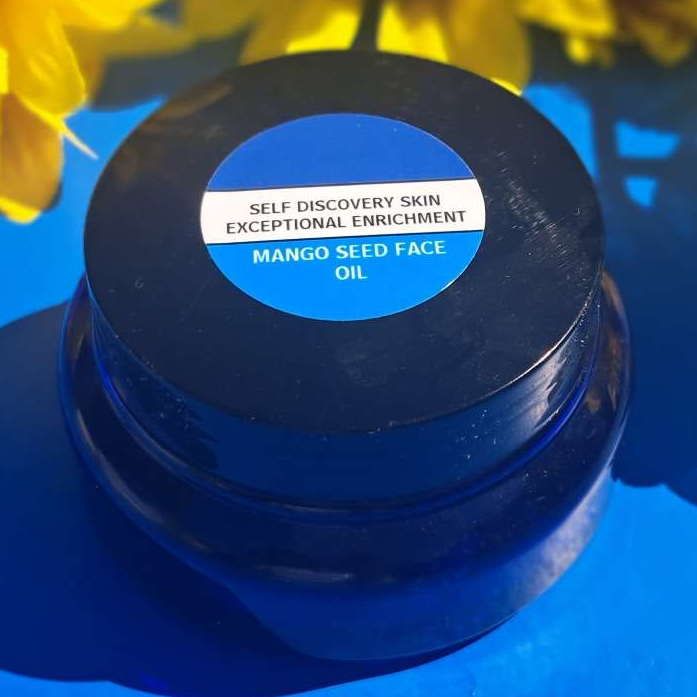 SELF DISCOVERY SKIN
EXCEPTIONAL ENRICHMENT
MANGO SEED FACE
OIL